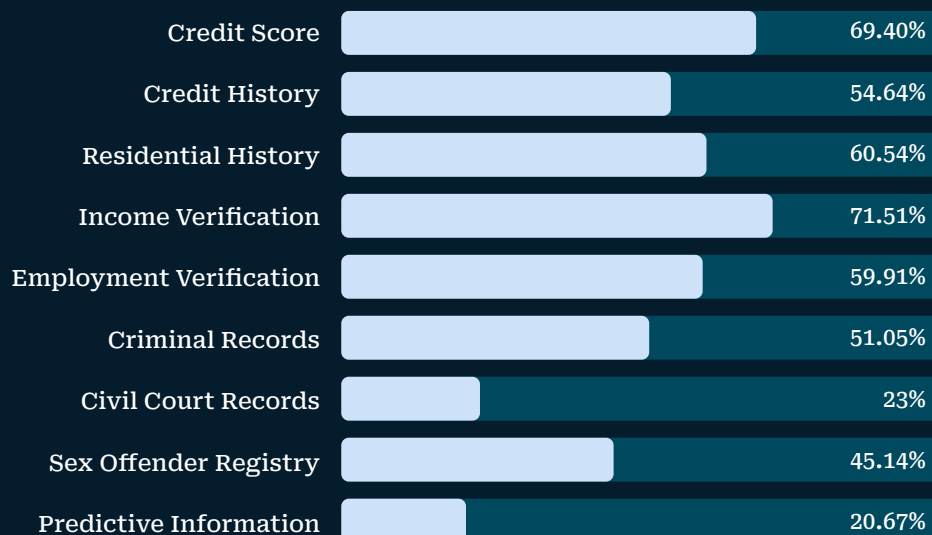 Credit Score 69.40%
Credit History 54.64%
Residential History 60.54%
Income Verification 71.51%
Employment Verification 59.91%
Criminal Records 51.05%
Civil Court Records 23%
Sex Offender Registry 45.14%
Predictive Information 20.67%